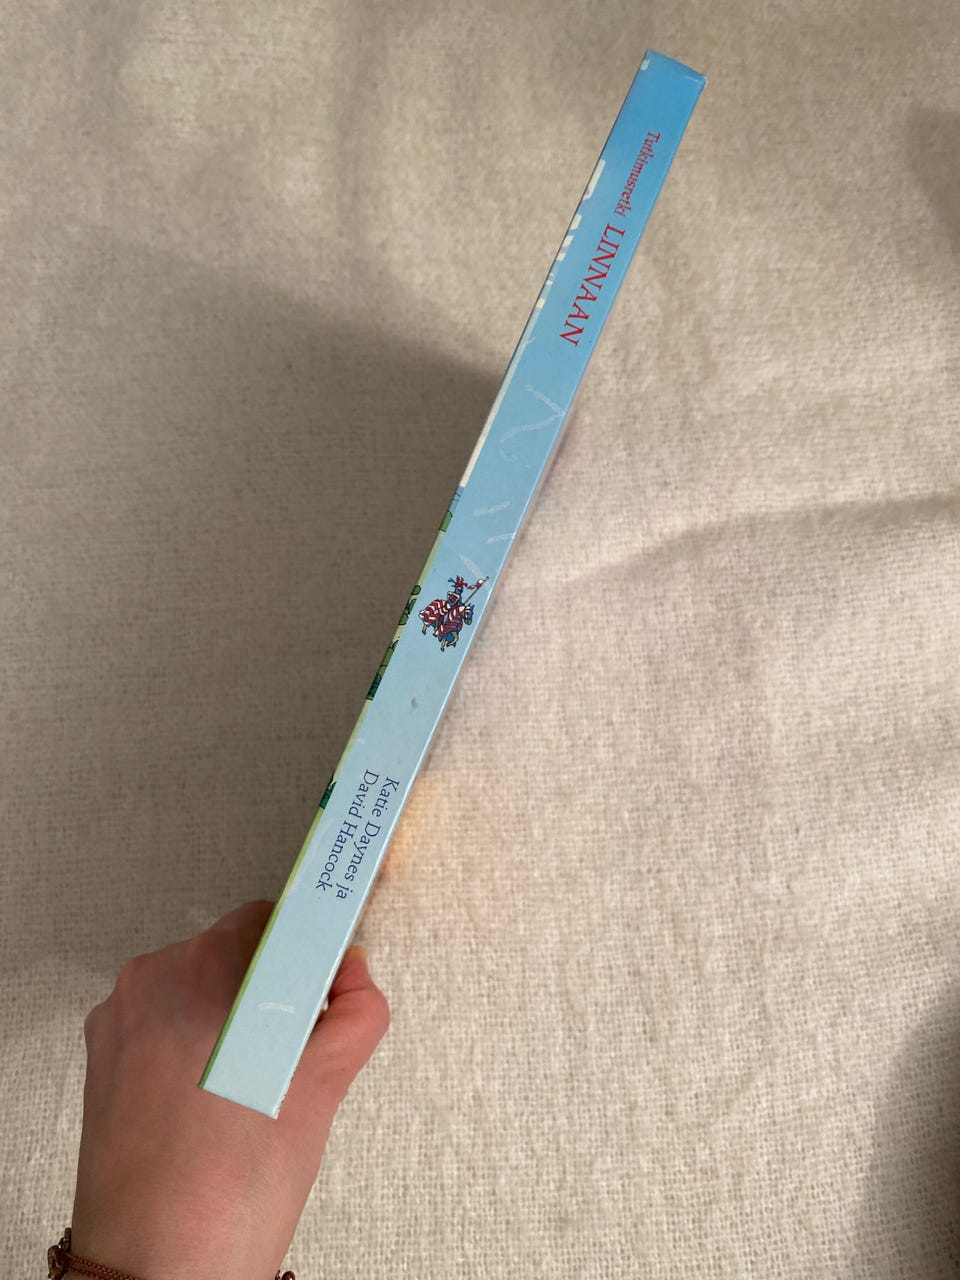 Tutkimusretki LINNAAN
Katie Daynes ja
David Hancock